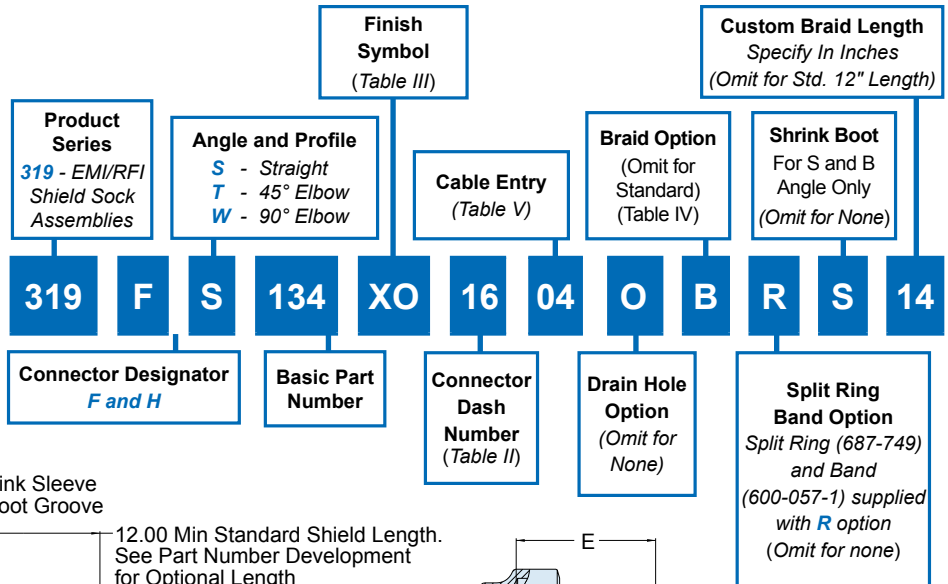 Finish
Symbol
(Table III)
Custom Braid Length
Specify In Inches
(Omit for Std. 12" Length)
Product
Series
319 - EMI/RFI
Shield Sock
Assemblies
Angle and Profile
S - Straight
T - 45° Elbow
W - 90° Elbow
Cable Entry
(Table V)
Braid Option
(Omit for
Standard)
(Table IV)
Shrink Boot
For S and B
Angle Only
(Omit for None)
319 F S 134 XO 16 04 O B R S 14
Connector Designator
F and H
Basic Part
Number
Connector
Dash
Number
(Table II)
Drain Hole
Option
(Omit for
None)
Split Ring
Band Option
Split Ring (687-749)
and Band
(600-057-1) supplied
with R option
(Omit for none)
ink Sleeve
oot Groove
12.00 Min Standard Shield Length.
See Part Number Development
for Optional Length
E